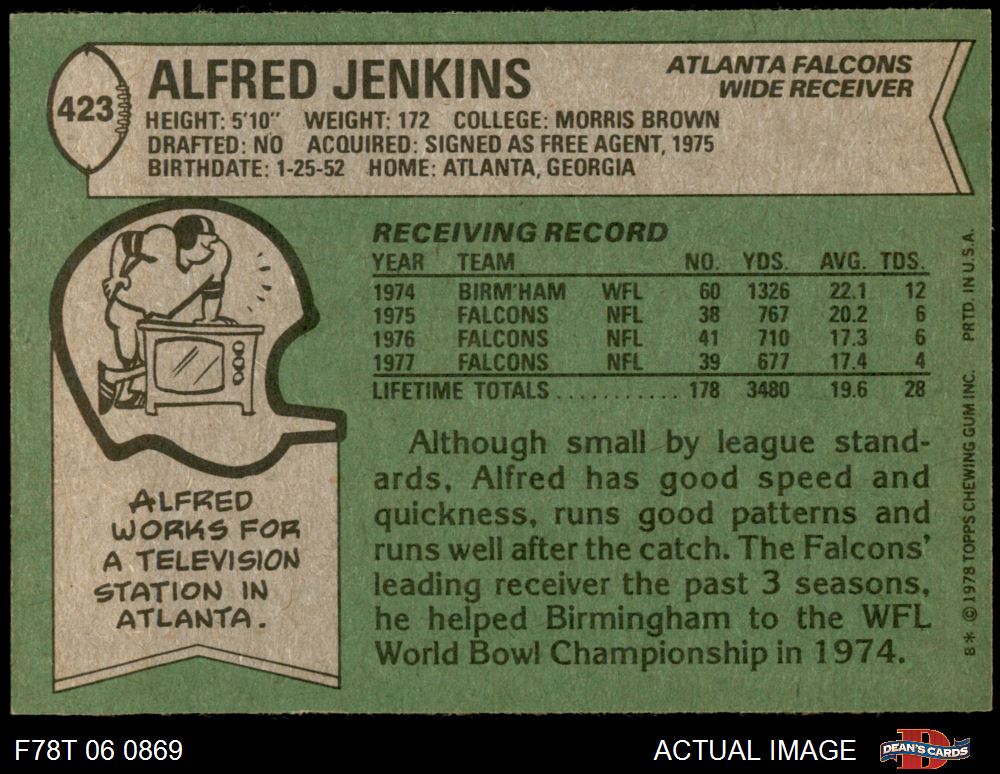 423
ALFRED JENKINS
ATLANTA FALCONS
WIDE RECEIVER
HEIGHT: 5'10" WEIGHT: 172 COLLEGE: MORRIS BROWN
DRAFTED: NO ACQUIRED: SIGNED AS FREE AGENT, 1975
BIRTHDATE: 1-25-52 HOME: ATLANTA, GEORGIA
RECEIVING RECORD
YEAR TEAM NO. YDS. AVG. TDS.
1974 BIRM'HAM WFL 60 1326 22.1 12
1975 FALCONS NFL 38 767 20.2 6
1976 FALCONS NFL 41 710 17.3 6
1977 FALCONS NFL 39 677 17.4 4
LIFETIME TOTALS ........... 178 3480 19.6 28
Although small by league stand-
ards, Alfred has good speed and
quickness, runs good patterns and
runs well after the catch. The Falcons'
leading receiver the past 3 seasons,
he helped Birmingham to the WFL
World Bowl Championship in 1974.
ALFRED
WORKS FOR
A TELEVISION
STATION IN
ATLANTA.
B* © 1978 TOPPS CHEWING GUM INC. PRTD. IN U.S.A.
F78T 06 0869
ACTUAL IMAGE
DEAN'S CARDS